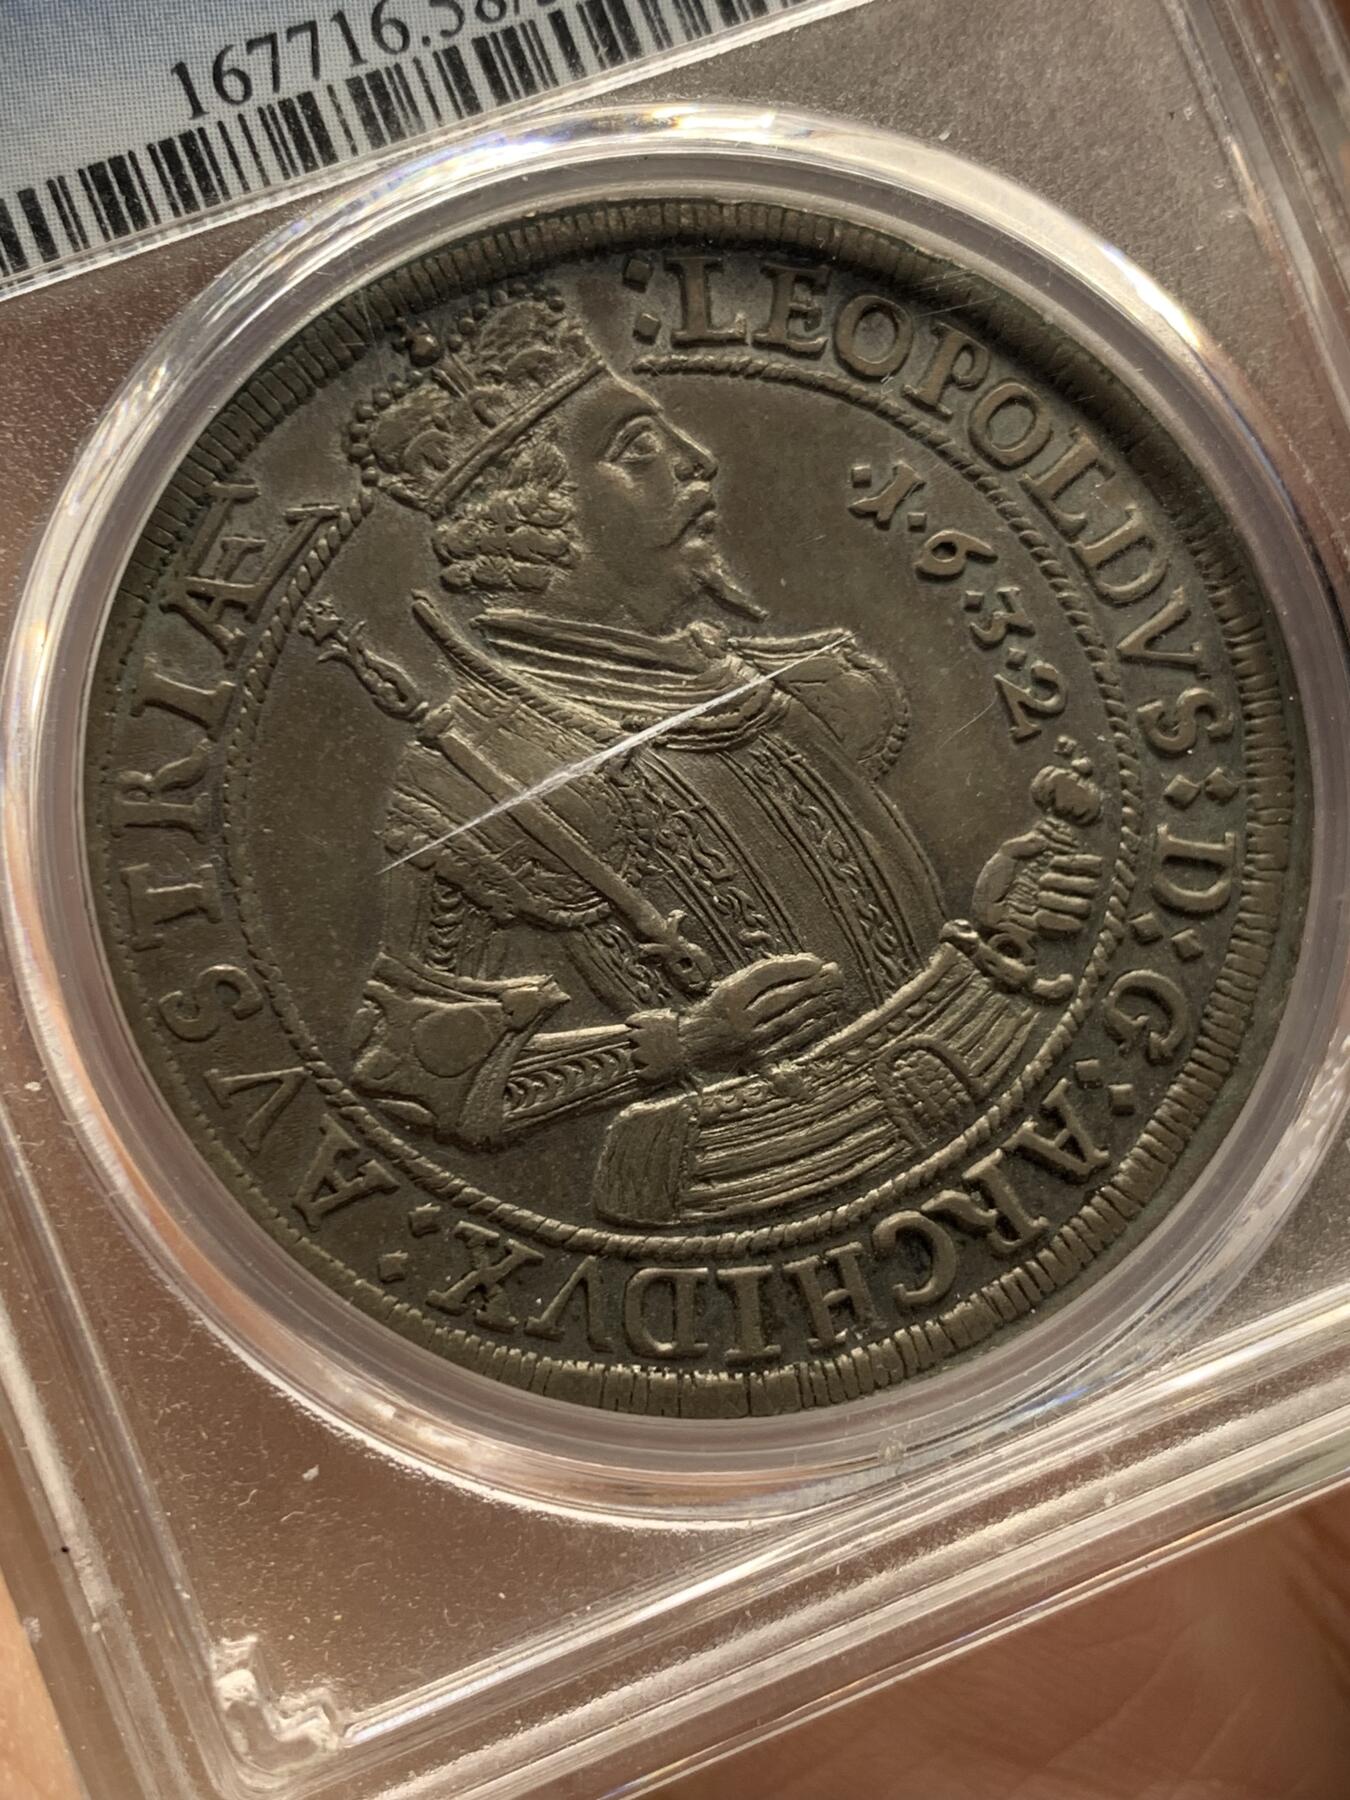 167716.58/
:LEOPOLDVS:D:G:ARCHIDVX:AVSTRIÆ
·1·6·3·2·